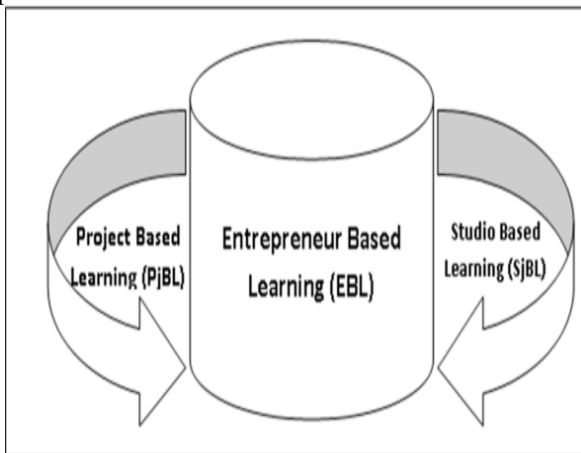 Project Based
Learning (PjBL)
Entrepreneur Based
Learning (EBL)
Studio Based
Learning (SjBL)